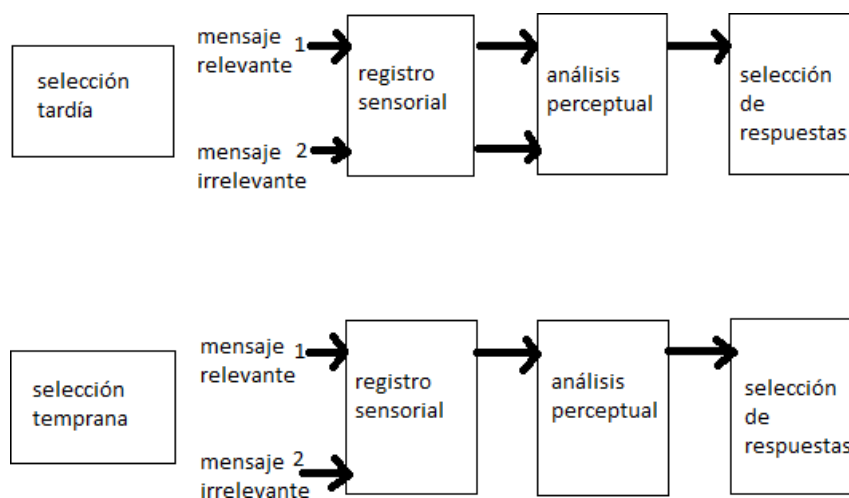 selección
tardía
mensaje 1
relevante
mensaje 2
irrelevante
registro
sensorial
análisis
perceptual
selección
de
respuestas
selección
temprana
mensaje 1
relevante
mensaje 2
irrelevante
registro
sensorial
análisis
perceptual
selección
de
respuestas